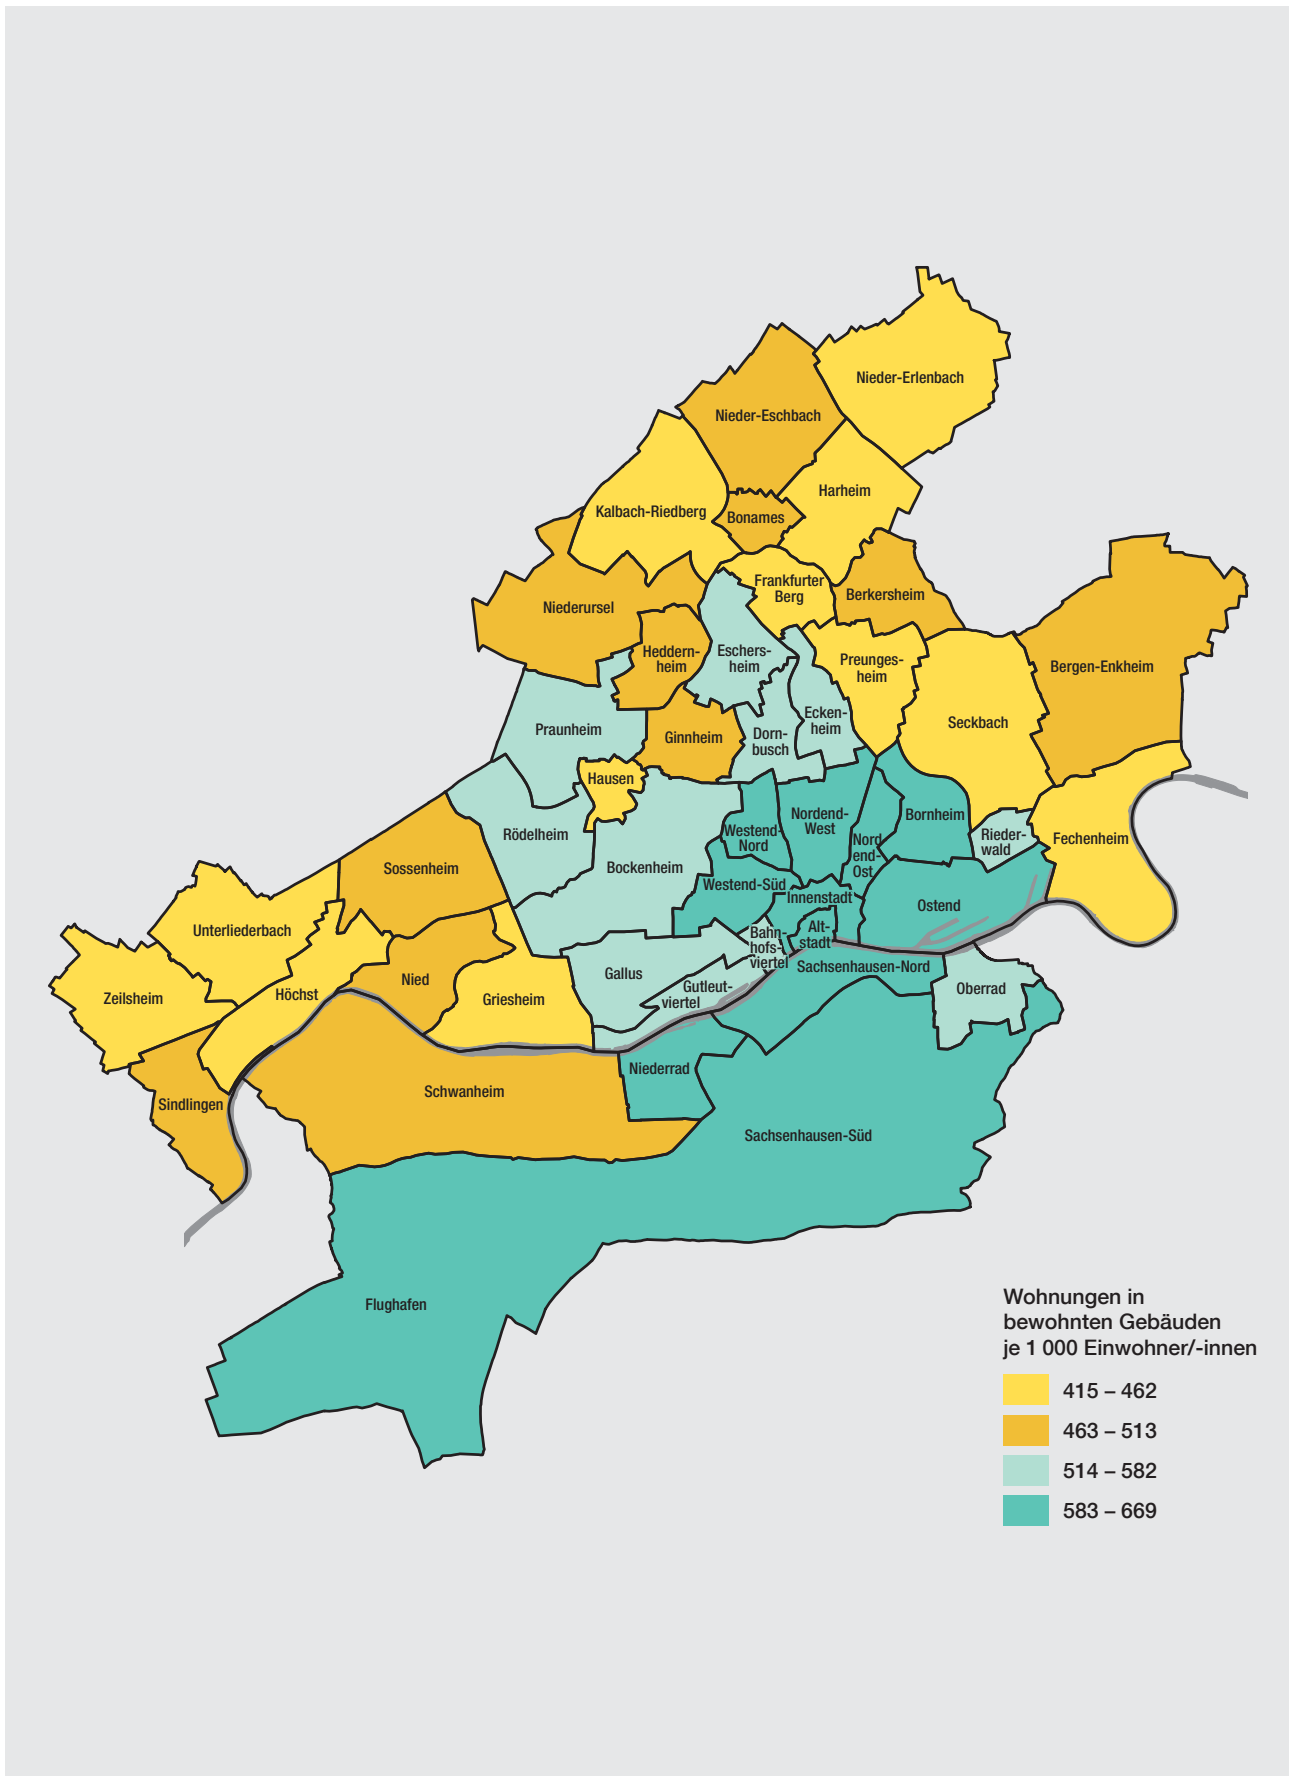 Nieder-Erlenbach
Nieder-Eschbach
Harheim
Kalbach-Riedberg
Bonames
Frankfurter
Berg
Berkersheim
Niederursel
Heddern-
heim
Eschers-
heim
Preunges-
heim
Bergen-Enkheim
Seckbach
Praunheim
Ginnheim
Dorn-
busch
Ecken-
heim
Hausen
Rödelheim
Westend-
Nord
Nordend-
West
Nord
end-
Ost
Bornheim
Rieder-
wald
Fechenheim
Sossenheim
Bockenheim
Westend-Süd
Innenstadt
Ostend
Unterliederbach
Bahn-
hofs-
viertel
Alt-
stadt
Sachsenhausen-Nord
Zeilsheim
Höchst
Nied
Griesheim
Gallus
Gutleut-
viertel
Oberrad
Niederrad
Schwanheim
Sindlingen
Sachsenhausen-Süd
Flughafen
Wohnungen in
bewohnten Gebäuden
je 1 000 Einwohner/-innen
415 – 462
463 – 513
514 – 582
583 – 669